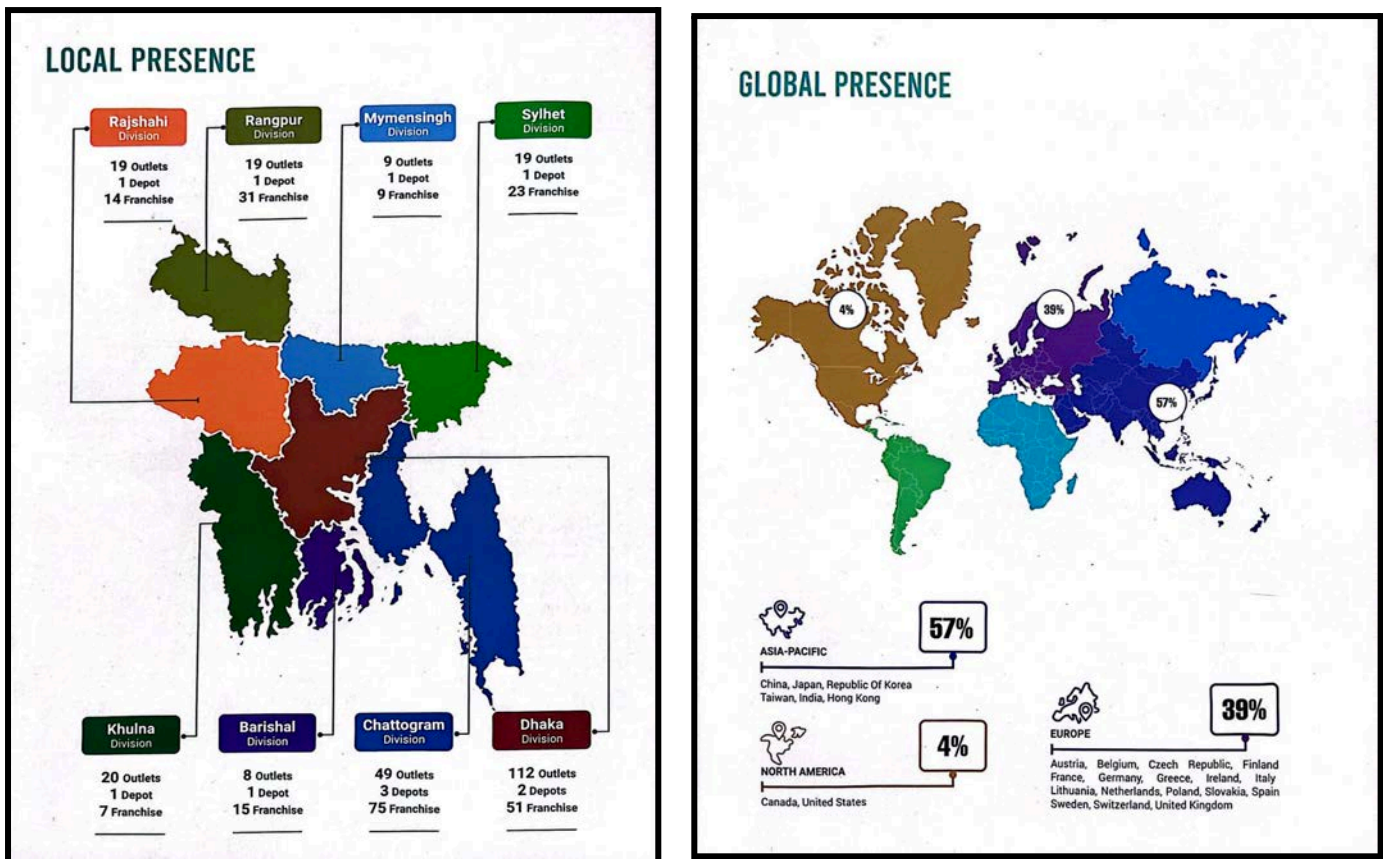 LOCAL PRESENCE
Rajshahi
Division
19 Outlets
1 Depot
14 Franchise
Rangpur
Division
19 Outlets
1 Depot
31 Franchise
Mymensingh
Division
9 Outlets
1 Depot
9 Franchise
Sylhet
Division
19 Outlets
1 Depot
23 Franchise
Khulna
Division
20 Outlets
1 Depot
7 Franchise
Barishal
Division
8 Outlets
1 Depot
15 Franchise
Chattogram
Division
49 Outlets
3 Depots
75 Franchise
Dhaka
Division
112 Outlets
2 Depots
51 Franchise
GLOBAL PRESENCE
4%
39%
57%
57%
ASIA-PACIFIC
China, Japan, Republic Of Korea
Taiwan, India, Hong Kong
4%
NORTH AMERICA
Canada, United States
39%
EUROPE
Austria, Belgium, Czech Republic, Finland
France, Germany, Greece, Ireland, Italy
Lithuania, Netherlands, Poland, Slovakia, Spain
Sweden, Switzerland, United Kingdom